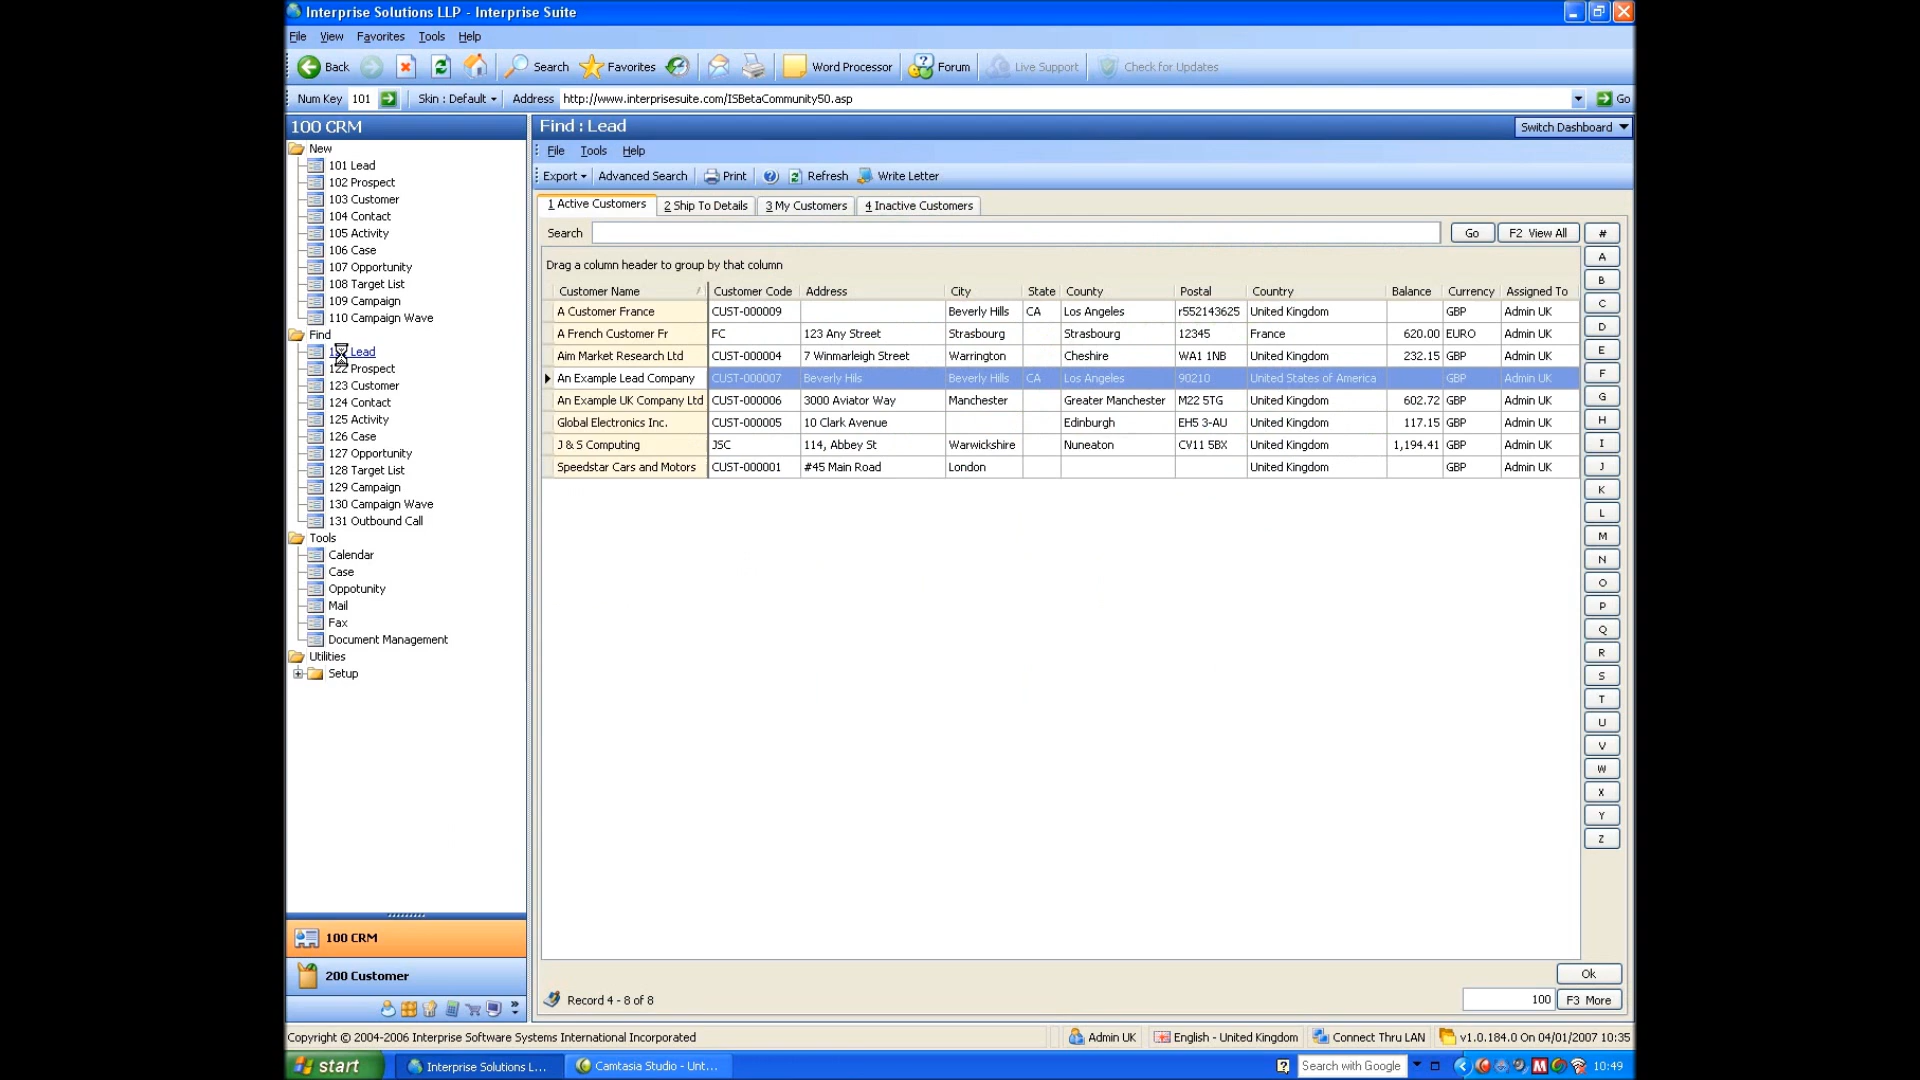 Interprise Solutions LLP - Interprise Suite
File View Favorites Tools Help
Back Search Favorites Word Processor Forum Live Support Check for Updates
Num Key 101 Skin : Default Address http://www.interprisesuite.com/ISBetaCommunity50.asp Go
100 CRM
New
101 Lead
102 Prospect
103 Customer
104 Contact
105 Activity
106 Case
107 Opportunity
108 Target List
109 Campaign
110 Campaign Wave
Find
Lead
122 Prospect
123 Customer
124 Contact
125 Activity
126 Case
127 Opportunity
128 Target List
129 Campaign
130 Campaign Wave
131 Outbound Call
Tools
Calendar
Case
Oppotunity
Mail
Fax
Document Management
Utilities
Setup
100 CRM
200 Customer
Find : Lead Switch Dashboard
File Tools Help
Export Advanced Search Print Refresh Write Letter
1 Active Customers 2 Ship To Details 3 My Customers 4 Inactive Customers
Search Go F2 View All #
Drag a column header to group by that column
Customer Name Customer Code Address City State County Postal Country Balance Currency Assigned To
A Customer France CUST-000009 Beverly Hills CA Los Angeles r552143625 United Kingdom GBP Admin UK
A French Customer Fr FC 123 Any Street Strasbourg Strasbourg 12345 France 620.00 EURO Admin UK
Aim Market Research Ltd CUST-000004 7 Winmarleigh Street Warrington Cheshire WA1 1NB United Kingdom 232.15 GBP Admin UK
An Example Lead Company CUST-000007 Beverly Hils Beverly Hills CA Los Angeles 90210 United States of America GBP Admin UK
An Example UK Company Ltd CUST-000006 3000 Aviator Way Manchester Greater Manchester M22 5TG United Kingdom 602.72 GBP Admin UK
Global Electronics Inc. CUST-000005 10 Clark Avenue Edinburgh EH5 3-AU United Kingdom 117.15 GBP Admin UK
J & S Computing JSC 114, Abbey St Warwickshire Nuneaton CV11 5BX United Kingdom 1,194.41 GBP Admin UK
Speedstar Cars and Motors CUST-000001 #45 Main Road London United Kingdom GBP Admin UK
A
B
C
D
E
F
G
H
I
J
K
L
M
N
O
P
Q
R
S
T
U
V
W
X
Y
Z
Ok
Record 4 - 8 of 8 100 F3 More
Copyright © 2004-2006 Interprise Software Systems International Incorporated Admin UK English - United Kingdom Connect Thru LAN v1.0.184.0 On 04/01/2007 10:35
start Interprise Solutions L... Camtasia Studio - Unt... Search with Google 10:49